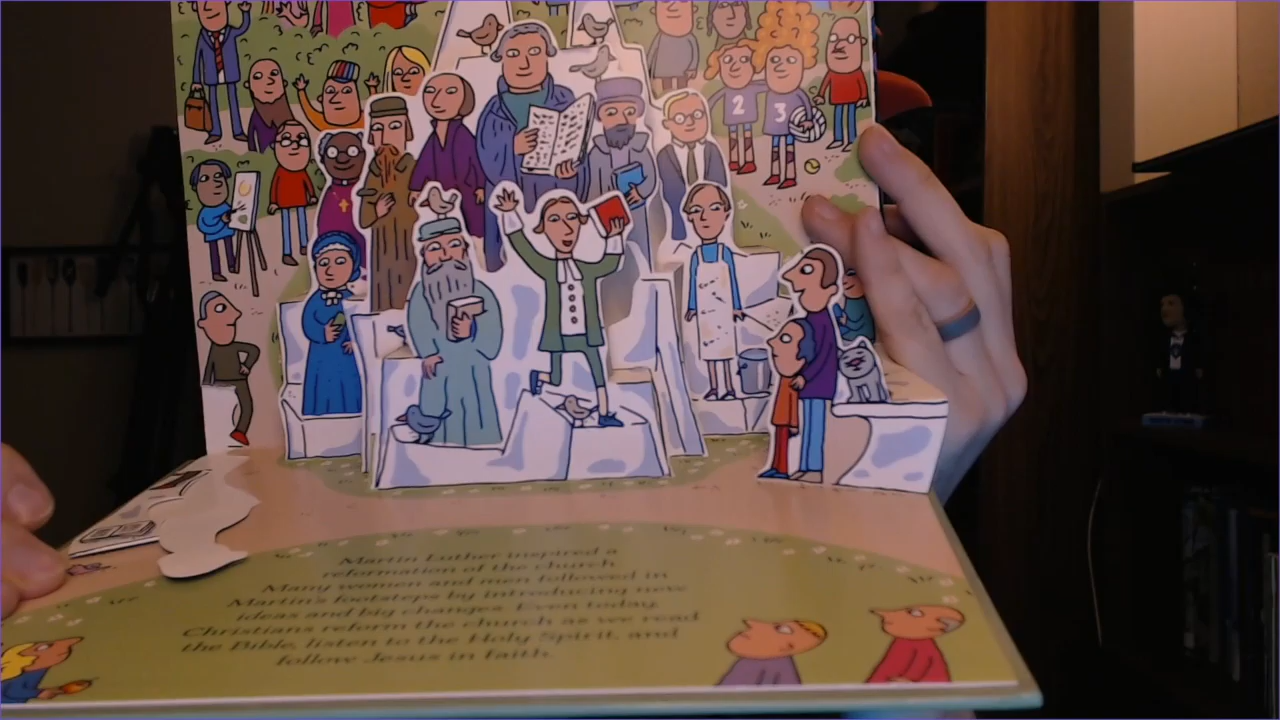 2
3
Martin Luther inspired a
reformation of the church
Many women and men followed in
Martin's footsteps by introducing new
ideas and big changes. Even today,
Christians reform the church as we read
the Bible, listen to the Holy Spirit, and
follow Jesus in faith.